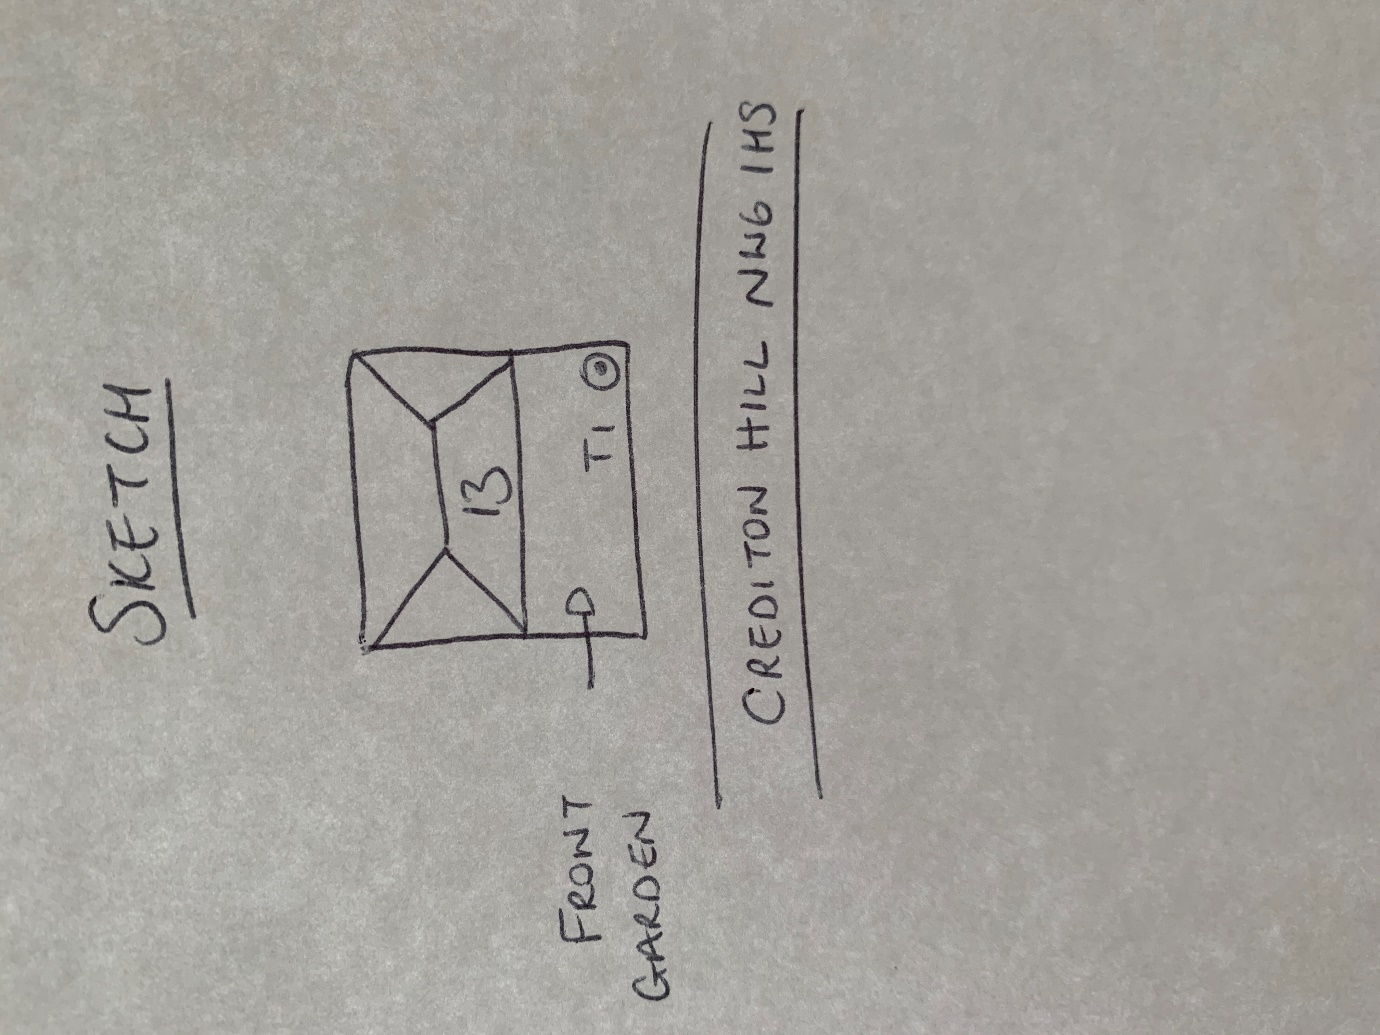 SKETCH
13
T1
FRONT
GARDEN
CREDITON HILL NW6 1HS